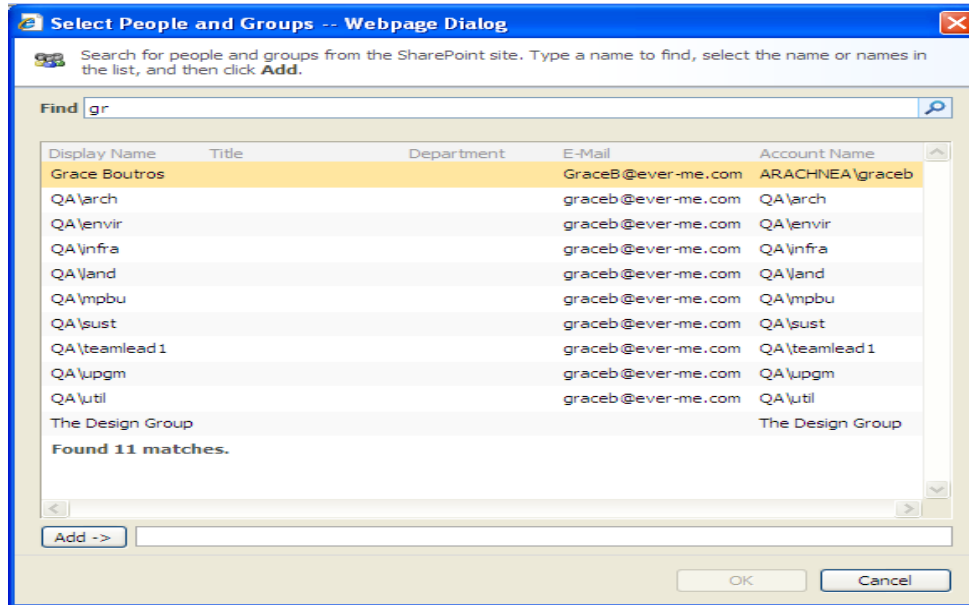 Select People and Groups -- Webpage Dialog
Search for people and groups from the SharePoint site. Type a name to find, select the name or names in
the list, and then click Add.
Find gr
Display Name Title Department E-Mail Account Name
Grace Boutros GraceB@ever-me.com ARACHNEA\graceb
QA\arch graceb@ever-me.com QA\arch
QA\envir graceb@ever-me.com QA\envir
QA\infra graceb@ever-me.com QA\infra
QA\land graceb@ever-me.com QA\land
QA\mpbu graceb@ever-me.com QA\mpbu
QA\sust graceb@ever-me.com QA\sust
QA\teamlead1 graceb@ever-me.com QA\teamlead1
QA\upgm graceb@ever-me.com QA\upgm
QA\util graceb@ever-me.com QA\util
The Design Group The Design Group
Found 11 matches.
Add ->
OK Cancel